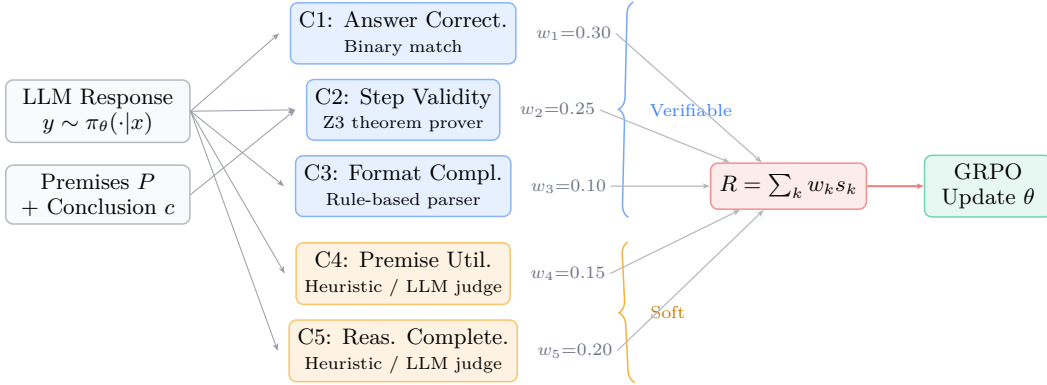 LLM Response
y ∼ π_θ(·|x)
Premises P
+ Conclusion c
C1: Answer Correct.
Binary match
C2: Step Validity
Z3 theorem prover
C3: Format Compl.
Rule-based parser
C4: Premise Util.
Heuristic / LLM judge
C5: Reas. Complete.
Heuristic / LLM judge
w₁=0.30
w₂=0.25
w₃=0.10
w₄=0.15
w₅=0.20
Verifiable
Soft
R = ∑ₖ wₖsₖ
GRPO
Update θ